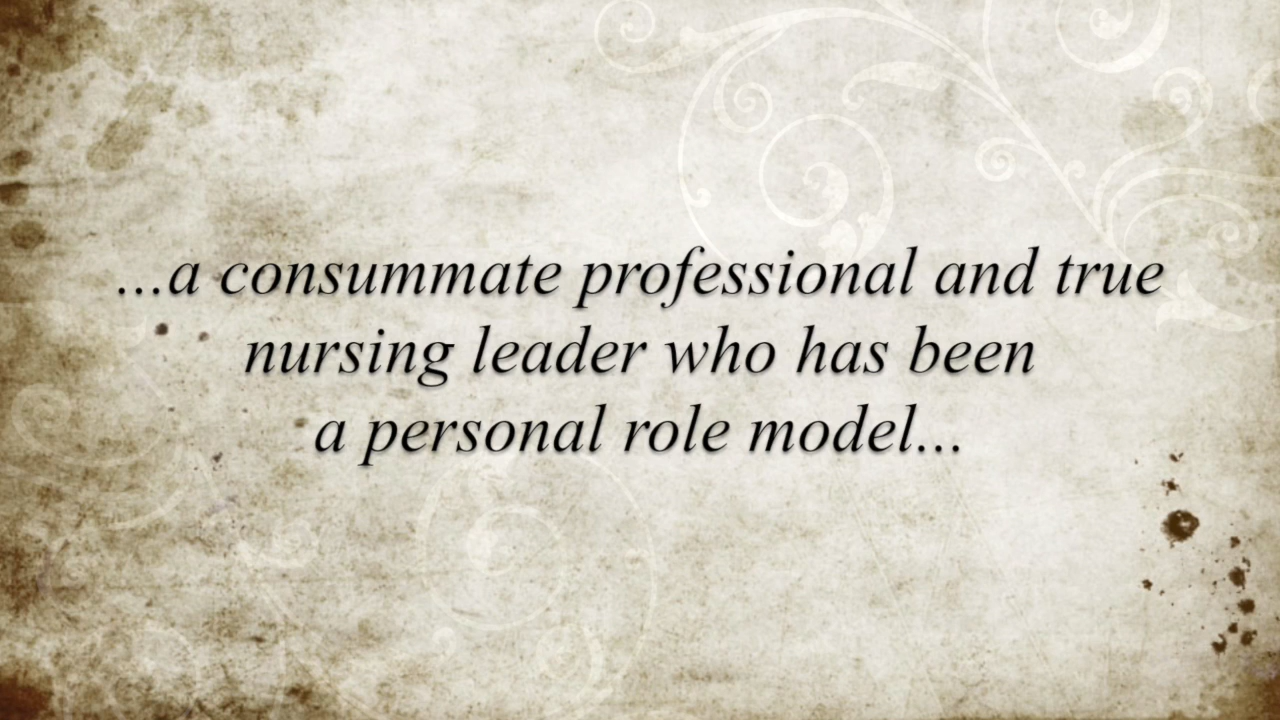 ...a consummate professional and true
nursing leader who has been
a personal role model...